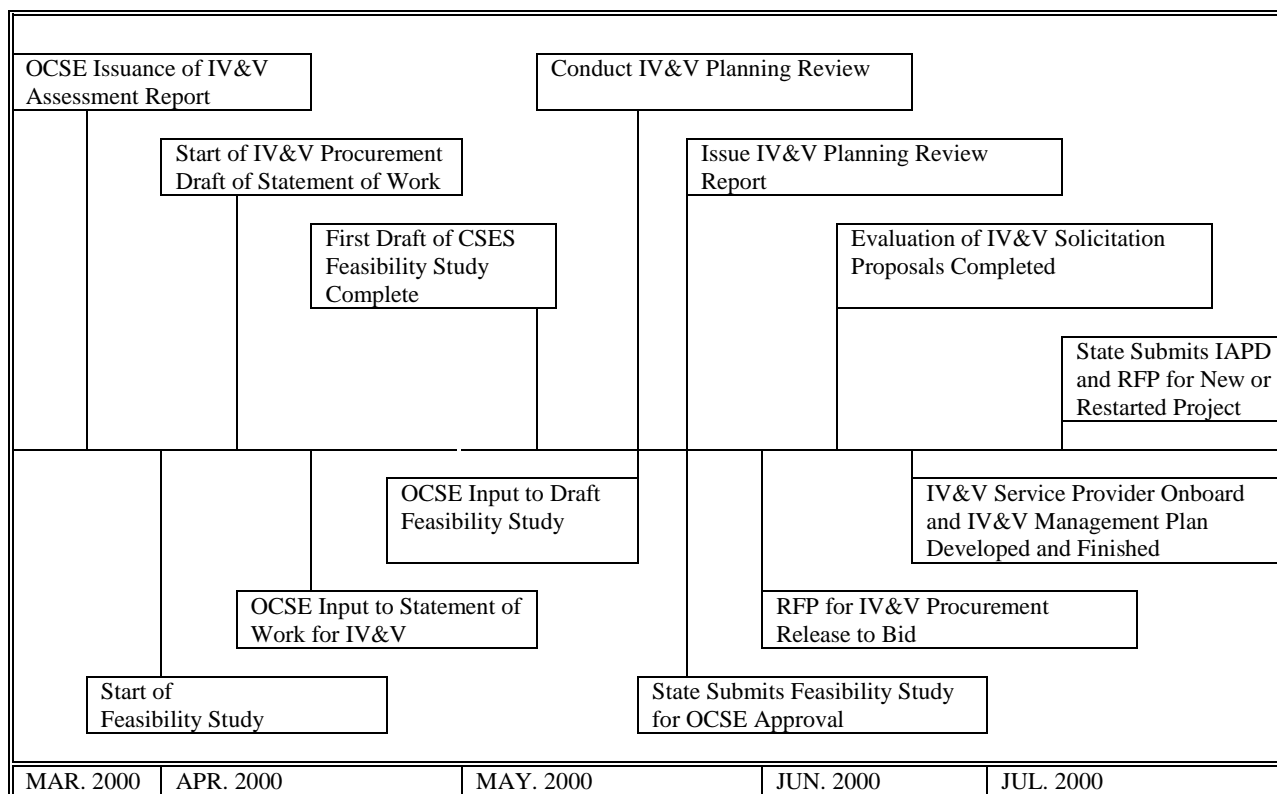 OCSE Issuance of IV&V
Assessment Report
Conduct IV&V Planning Review
Start of IV&V Procurement
Draft of Statement of Work
Issue IV&V Planning Review
Report
First Draft of CSES
Feasibility Study
Complete
Evaluation of IV&V Solicitation
Proposals Completed
State Submits IAPD
and RFP for New or
Restarted Project
OCSE Input to Draft
Feasibility Study
IV&V Service Provider Onboard
and IV&V Management Plan
Developed and Finished
OCSE Input to Statement of
Work for IV&V
RFP for IV&V Procurement
Release to Bid
Start of
Feasibility Study
State Submits Feasibility Study
for OCSE Approval
MAR. 2000 APR. 2000 MAY. 2000 JUN. 2000 JUL. 2000